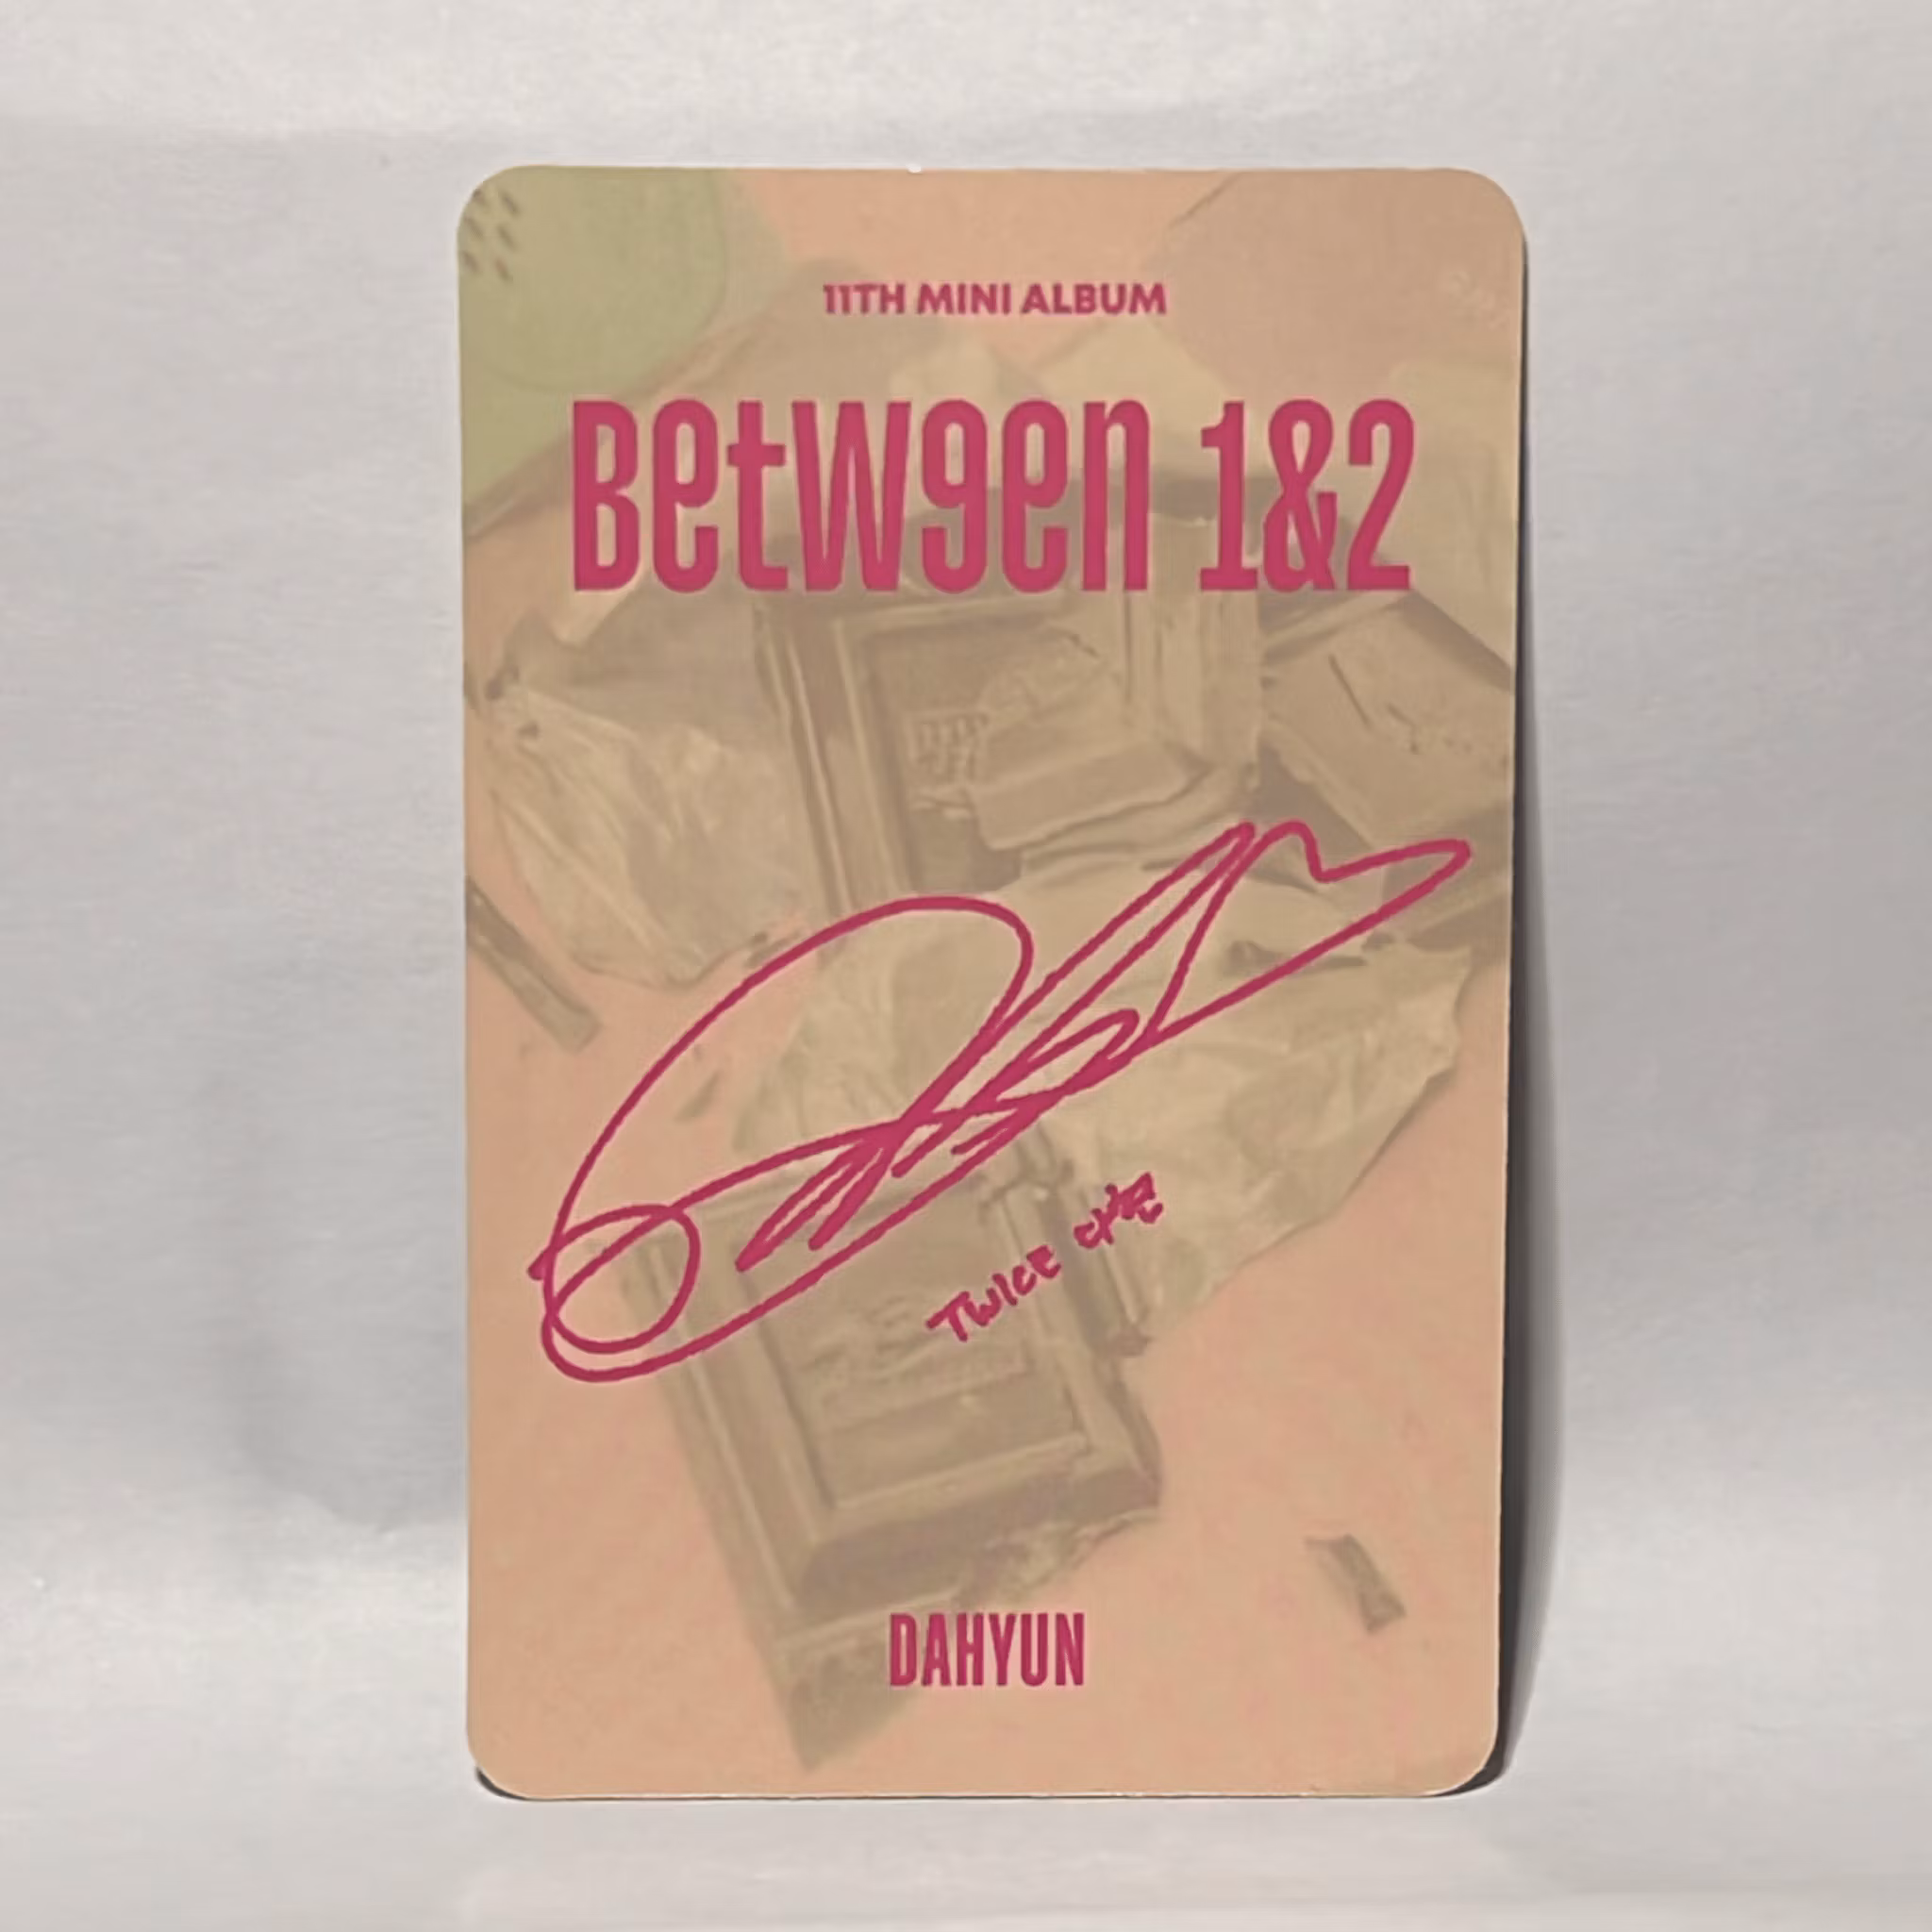 11TH MINI ALBUM
Betw9en 1&2
TWICE 다현
DAHYUN